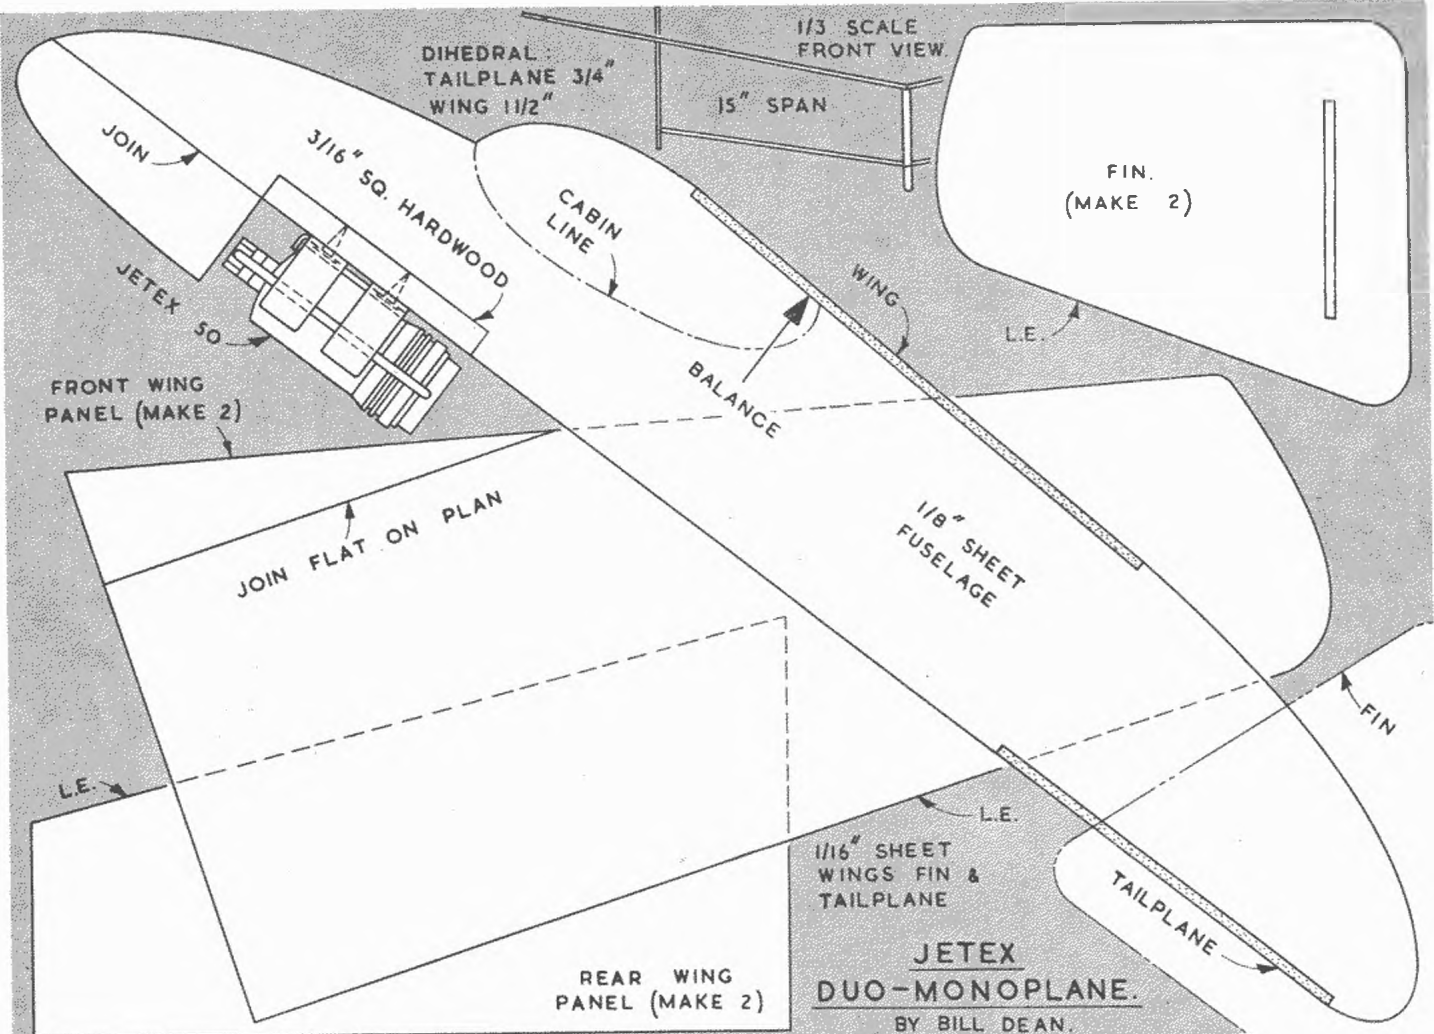 DIHEDRAL:
TAILPLANE 3/4"
WING 11/2"
1/3 SCALE
FRONT VIEW.
15" SPAN
JOIN
3/16" SQ. HARDWOOD
CABIN
LINE
FIN.
(MAKE 2)
JETEX 50
WING
L.E.
BALANCE
FRONT WING
PANEL (MAKE 2)
JOIN FLAT ON PLAN
1/8" SHEET
FUSELAGE
FIN
L.E.
L.E.
1/16" SHEET
WINGS FIN &
TAILPLANE
TAILPLANE
REAR WING
PANEL (MAKE 2)
JETEX
DUO-MONOPLANE.
BY BILL DEAN.